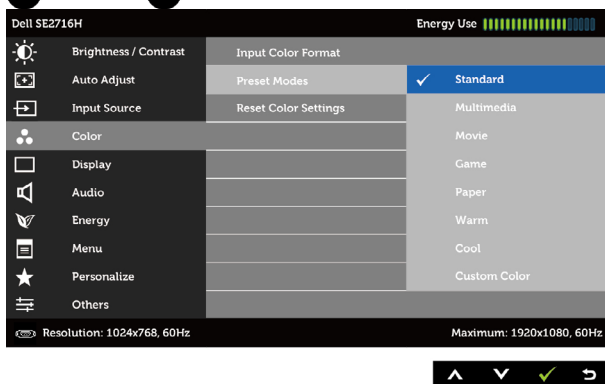 Dell SE2716H Energy Use
Brightness / Contrast Input Color Format
Auto Adjust Preset Modes Standard
Input Source Reset Color Settings Multimedia
Color Movie
Display Game
Audio Paper
Energy Warm
Menu Cool
Personalize Custom Color
Others
Resolution: 1024x768, 60Hz Maximum: 1920x1080, 60Hz